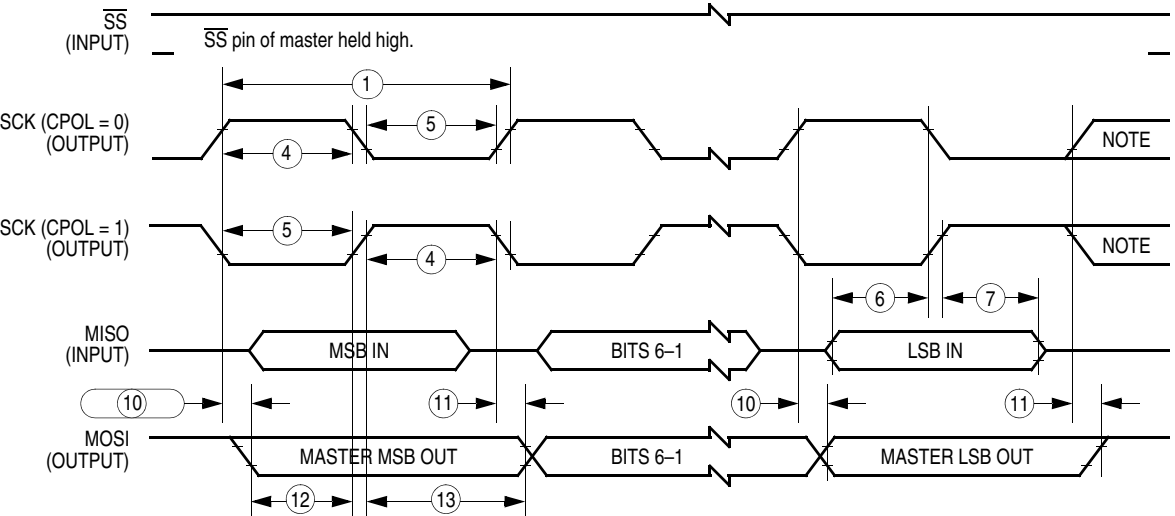 SS
(INPUT)
SS pin of master held high.
1
SCK (CPOL = 0)
(OUTPUT)
5
4
NOTE
SCK (CPOL = 1)
(OUTPUT)
5
4
NOTE
6
7
MISO
(INPUT)
MSB IN
BITS 6–1
LSB IN
10
11
10
11
MOSI
(OUTPUT)
MASTER MSB OUT
BITS 6–1
MASTER LSB OUT
12
13